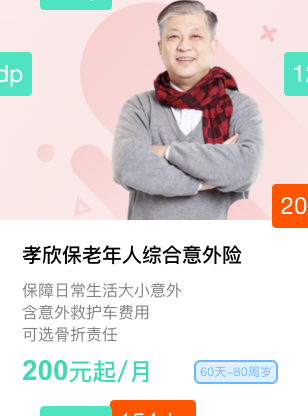 dp
12
20
孝欣保老年人综合意外险
保障日常生活大小意外
含意外救护车费用
可选骨折责任
200元起/月
60天-80周岁